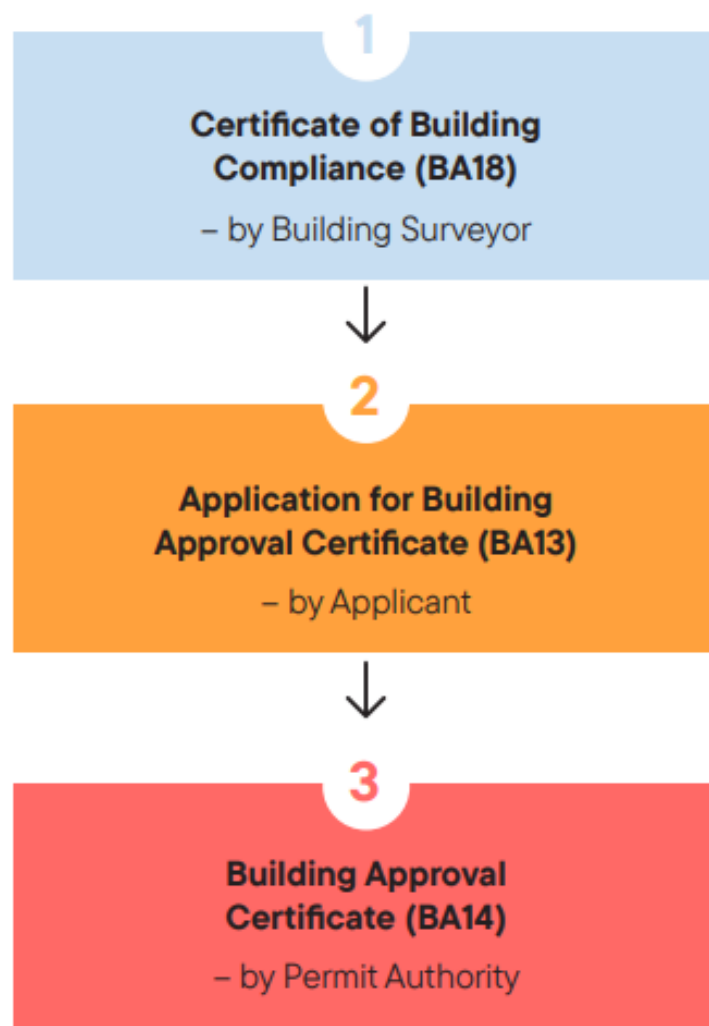 1
Certificate of Building
Compliance (BA18)
– by Building Surveyor
2
Application for Building
Approval Certificate (BA13)
– by Applicant
3
Building Approval
Certificate (BA14)
– by Permit Authority